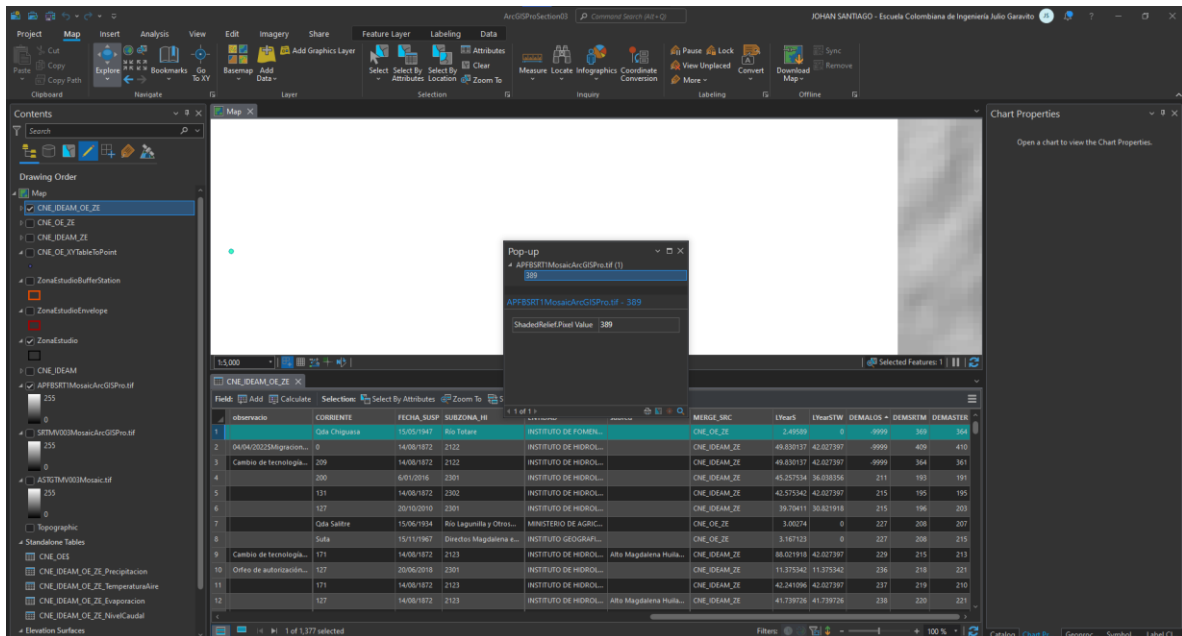 ArcGISProSection(I)
Command Search (Alt+Q)
JOHAN SANTIAGO - Escuela Colombiana de Ingeniería Julio Garavito
Project Map Insert Analysis View Edit Imagery Share Feature Layer Labeling Data
Paste
Cut
Copy
Copy Path
Clipboard
Explore
Bookmarks
Go To XY
Navigate
Basemap
Add Data
Add Graphics Layer
Layer
Select
Select By Attributes
Select By Location
Attributes
Clear
Zoom To
Selection
Measure
Locate
Infographics
Coordinate Conversion
Inquiry
Pause
Lock
View Unplaced
More
Convert
Labeling
Download Map
Sync
Remove
Offline
Contents
Search
Drawing Order
Map
CNE_IDEAM_OE_ZE
CNE_OE_ZE
CNE_IDEAM_ZE
CNE_OE_XYTableToPoint
ZonaEstudioBufferStation
ZonaEstudioEnvelope
ZonaEstudio
CNE_IDEAM
APFBSRT1MosaicArcGISPro.tif
255
0
SRTMV003MosaicArcGISPro.tif
255
0
ASTGTMV003Mosaic.tif
255
0
Topographic
Standalone Tables
CNE_OES
CNE_IDEAM_OE_ZE_Precipitacion
CNE_IDEAM_OE_ZE_TemperaturaAire
CNE_IDEAM_OE_ZE_Evaporacion
CNE_IDEAM_OE_ZE_NivelCaudal
Elevation Surfaces
Map
Pop-up
APFBSRT1MosaicArcGISPro.tif (1)
389
APFBSRT1MosaicArcGISPro.tif - 389
ShadedRelief.Pixel Value 389
1 of 1
1:5,000
Selected Features: 1
CNE_IDEAM_OE_ZE
Field: Add Calculate Selection: Select By Attributes Zoom To
observacio CORRIENTE FECHA_SUSP SUBZONA_HI MERGE_SRC LYearS LYearSTW DEMALOS DEMSRTM DEMASTER
1 Qda Chiguasa 15/05/1947 Río Totare INSTITUTO DE FOMEN... CNE_OE_ZE 2.49589 0 -9999 369 364
2 04/04/2022$Migracion... 0 14/08/1872 2122 INSTITUTO DE HIDROL... CNE_IDEAM_ZE 49.830137 42.027397 -9999 409 410
3 Cambio de tecnología... 209 14/08/1872 2122 INSTITUTO DE HIDROL... CNE_IDEAM_ZE 49.830137 42.027397 -9999 364 361
4 200 6/01/2016 2301 INSTITUTO DE HIDROL... CNE_IDEAM_ZE 45.257534 36.038356 211 193 191
5 131 14/08/1872 2302 INSTITUTO DE HIDROL... CNE_IDEAM_ZE 42.575342 42.027397 215 195 195
6 127 20/10/2010 2301 INSTITUTO DE HIDROL... CNE_IDEAM_ZE 39.70411 30.821918 215 196 203
7 Qda Salitre 15/06/1934 Río Lagunilla y Otros... MINISTERIO DE AGRIC... CNE_OE_ZE 3.00274 0 227 208 207
8 Suta 15/11/1967 Directos Magdalena e... INSTITUTO GEOGRAFI... CNE_OE_ZE 3.167123 0 227 208 215
9 Cambio de tecnología... 171 14/08/1872 2123 INSTITUTO DE HIDROL... Alto Magdalena Huila... CNE_IDEAM_ZE 88.021918 42.027397 229 215 213
10 Orfeo de autorización... 127 20/06/2018 2301 INSTITUTO DE HIDROL... CNE_IDEAM_ZE 11.375342 11.375342 236 218 221
11 171 14/08/1872 2123 INSTITUTO DE HIDROL... CNE_IDEAM_ZE 42.241096 42.027397 237 219 210
12 127 14/08/1872 2123 INSTITUTO DE HIDROL... Alto Magdalena Huila... CNE_IDEAM_ZE 41.739726 41.739726 238 220 221
1 of 1,377 selected
Filters:
100 %
Chart Properties
Open a chart to view the Chart Properties.
Catalog Chart Pr... Geoproc... Symbol... Label Cl...